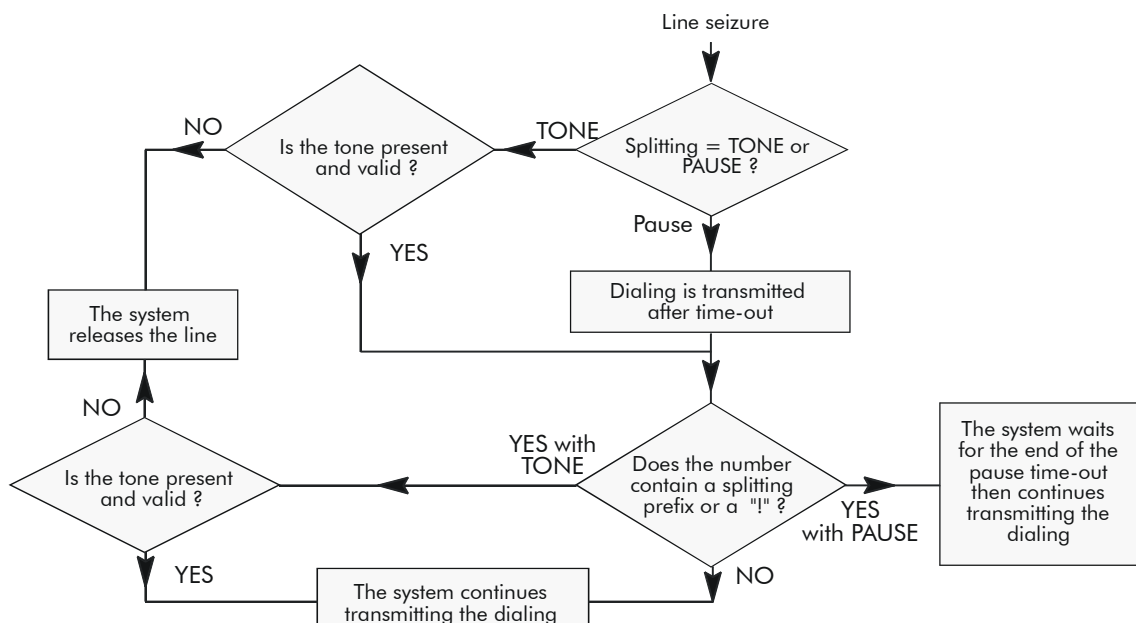 Line seizure
NO
TONE
Is the tone present
and valid ?
Splitting = TONE or
PAUSE ?
Pause
YES
Dialing is transmitted
after time-out
The system
releases the line
NO
YES with
TONE
Does the number
contain a splitting
prefix or a "!" ?
The system waits
for the end of the
pause time-out
then continues
transmitting the
dialing
Is the tone present
and valid ?
YES
with PAUSE
YES
NO
The system continues
transmitting the dialing